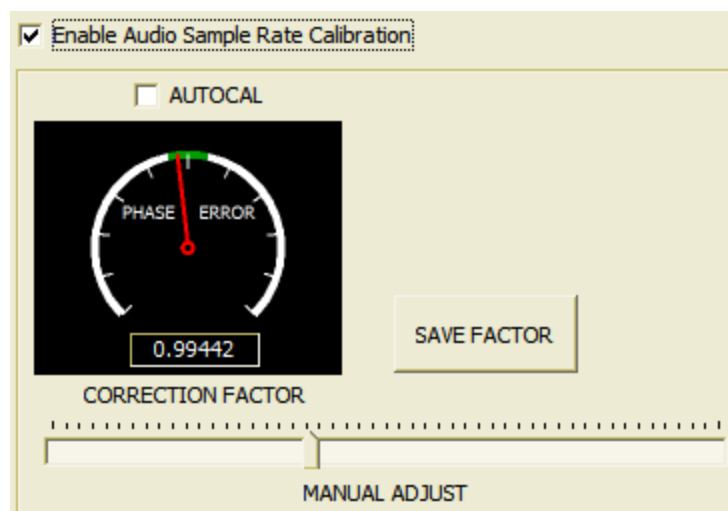 Enable Audio Sample Rate Calibration
AUTOCAL
PHASE ERROR
0.99442
SAVE FACTOR
CORRECTION FACTOR
MANUAL ADJUST